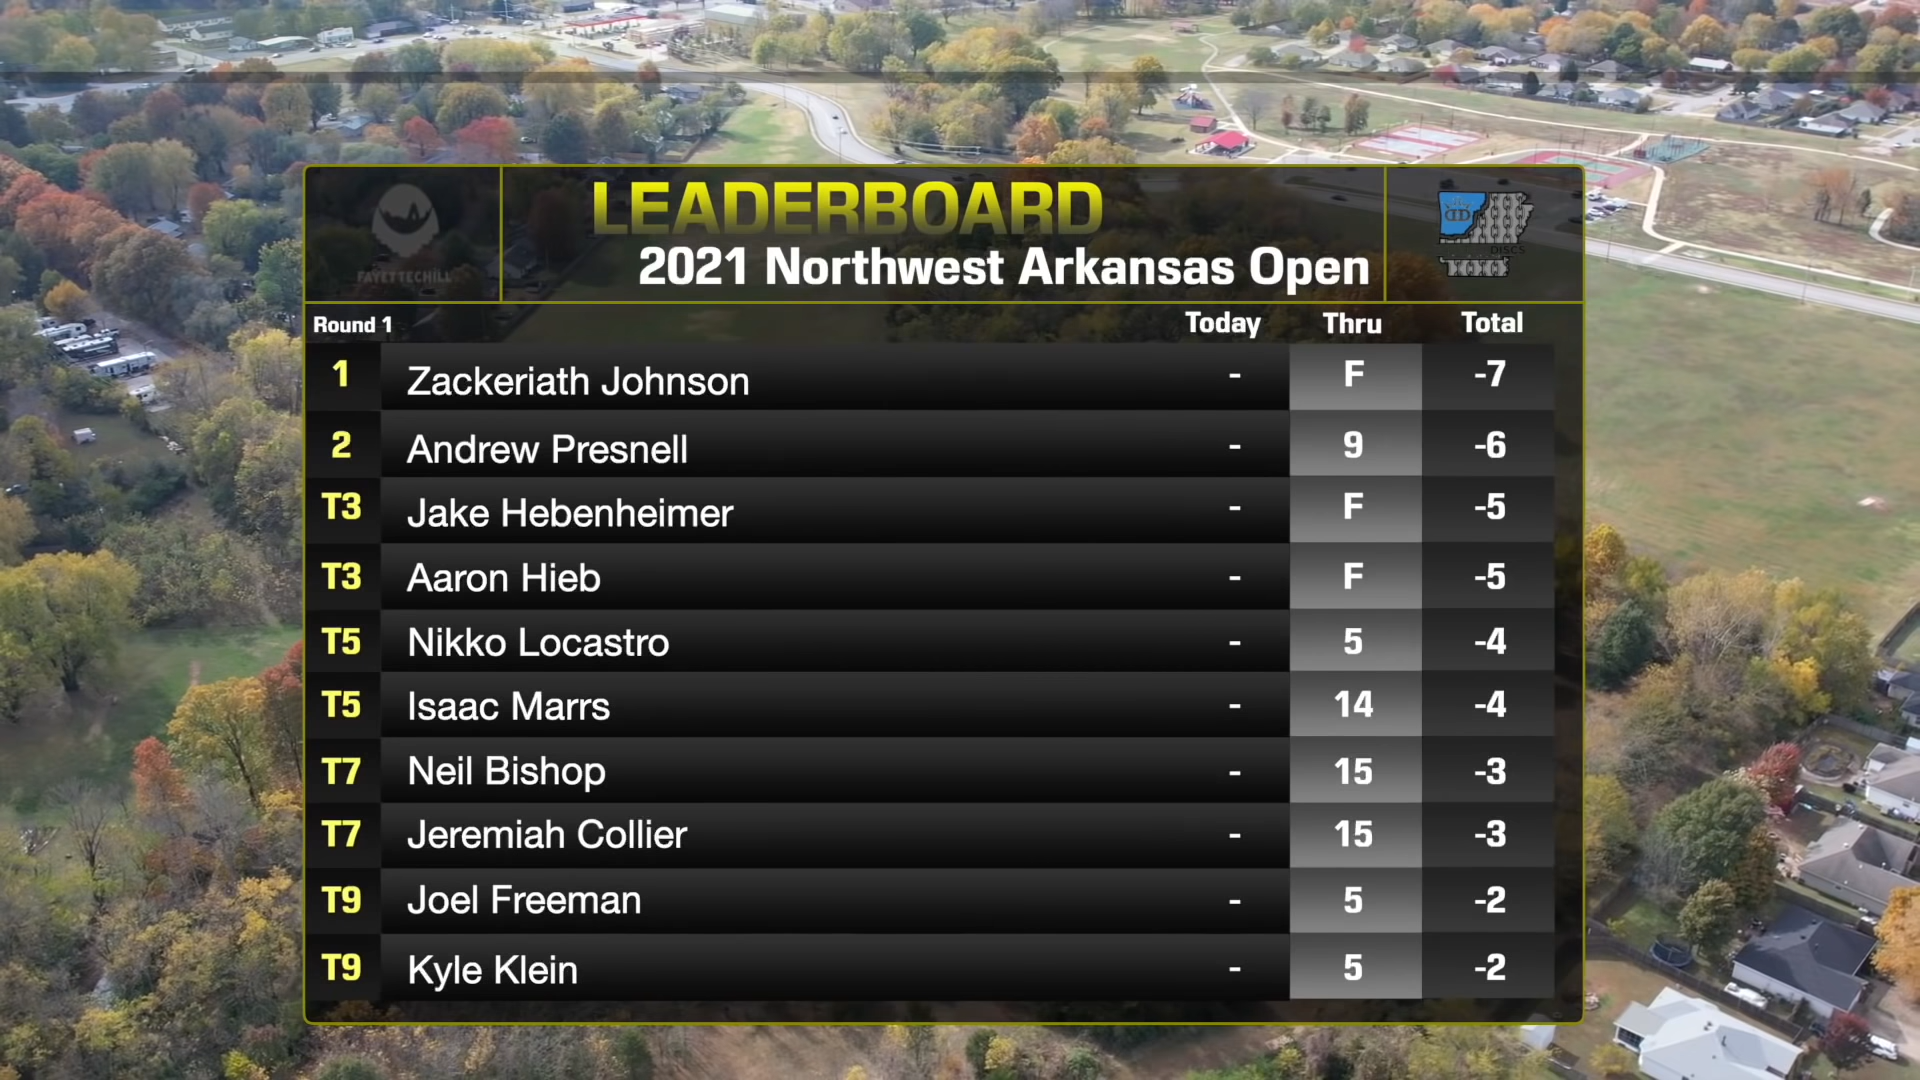 LEADERBOARD
2021 Northwest Arkansas Open
FAYETTECHILL
DD
DISCS
Round 1 Today Thru Total
1 Zackeriath Johnson - F -7
2 Andrew Presnell - 9 -6
T3 Jake Hebenheimer - F -5
T3 Aaron Hieb - F -5
T5 Nikko Locastro - 5 -4
T5 Isaac Marrs - 14 -4
T7 Neil Bishop - 15 -3
T7 Jeremiah Collier - 15 -3
T9 Joel Freeman - 5 -2
T9 Kyle Klein - 5 -2